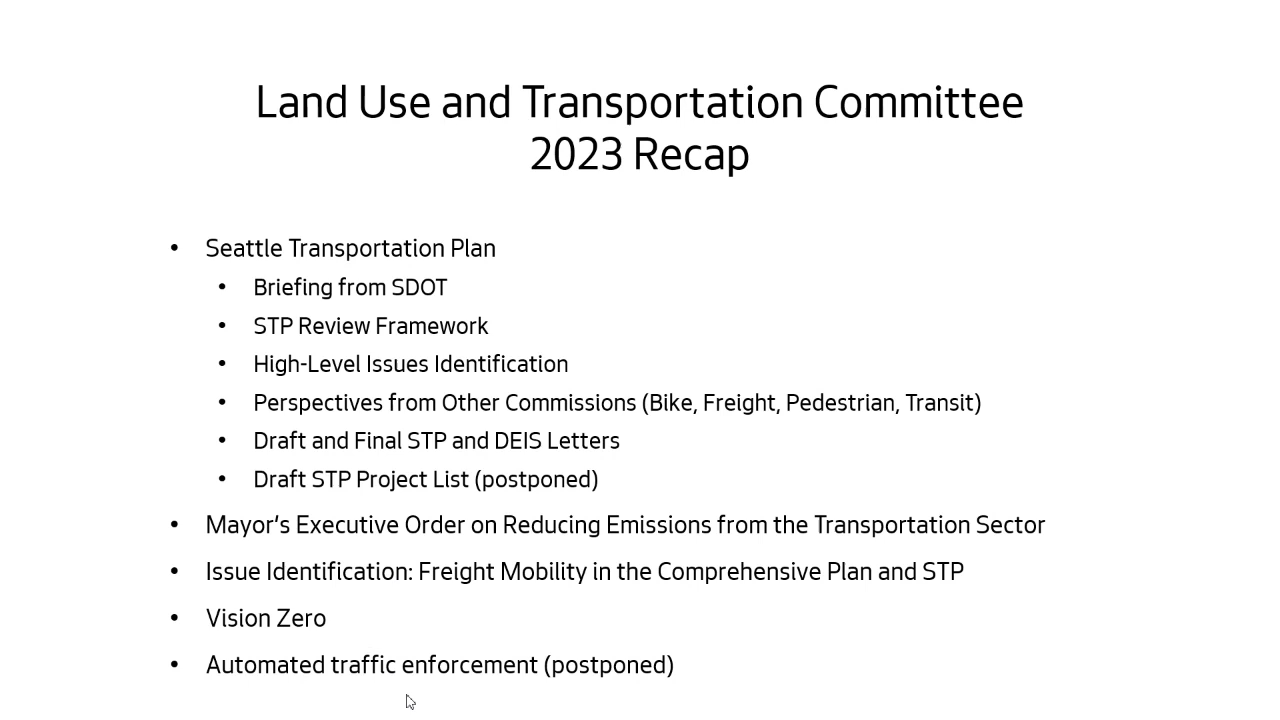 Land Use and Transportation Committee
2023 Recap
• Seattle Transportation Plan
• Briefing from SDOT
• STP Review Framework
• High-Level Issues Identification
• Perspectives from Other Commissions (Bike, Freight, Pedestrian, Transit)
• Draft and Final STP and DEIS Letters
• Draft STP Project List (postponed)
• Mayor’s Executive Order on Reducing Emissions from the Transportation Sector
• Issue Identification: Freight Mobility in the Comprehensive Plan and STP
• Vision Zero
• Automated traffic enforcement (postponed)